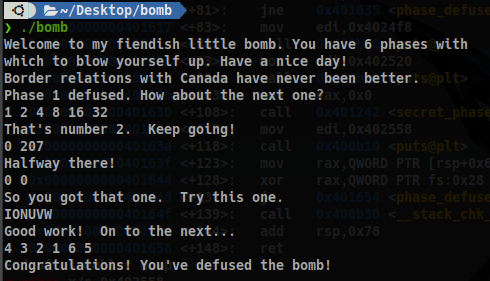 ~/Desktop/bomb
❯ ./bomb
Welcome to my fiendish little bomb. You have 6 phases with
which to blow yourself up. Have a nice day!
Border relations with Canada have never been better.
Phase 1 defused. How about the next one?
1 2 4 8 16 32
That's number 2.  Keep going!
0 207
Halfway there!
0 0
So you got that one.  Try this one.
IONUVW
Good work!  On to the next...
4 3 2 1 6 5
Congratulations! You've defused the bomb!